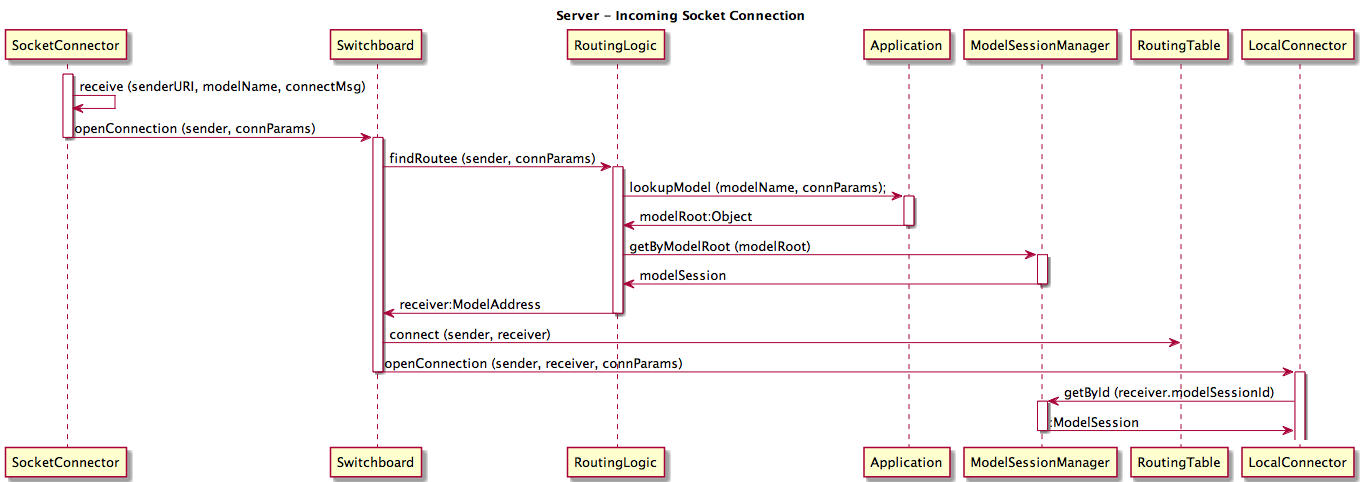 Server - Incoming Socket Connection
SocketConnector
Switchboard
RoutingLogic
Application
ModelSessionManager
RoutingTable
LocalConnector
receive (senderURI, modelName, connectMsg)
openConnection (sender, connParams)
findRoutee (sender, connParams)
lookupModel (modelName, connParams);
modelRoot:Object
getByModelRoot (modelRoot)
modelSession
receiver:ModelAddress
connect (sender, receiver)
openConnection (sender, receiver, connParams)
getById (receiver.modelSessionId)
:ModelSession
SocketConnector
Switchboard
RoutingLogic
Application
ModelSessionManager
RoutingTable
LocalConnector